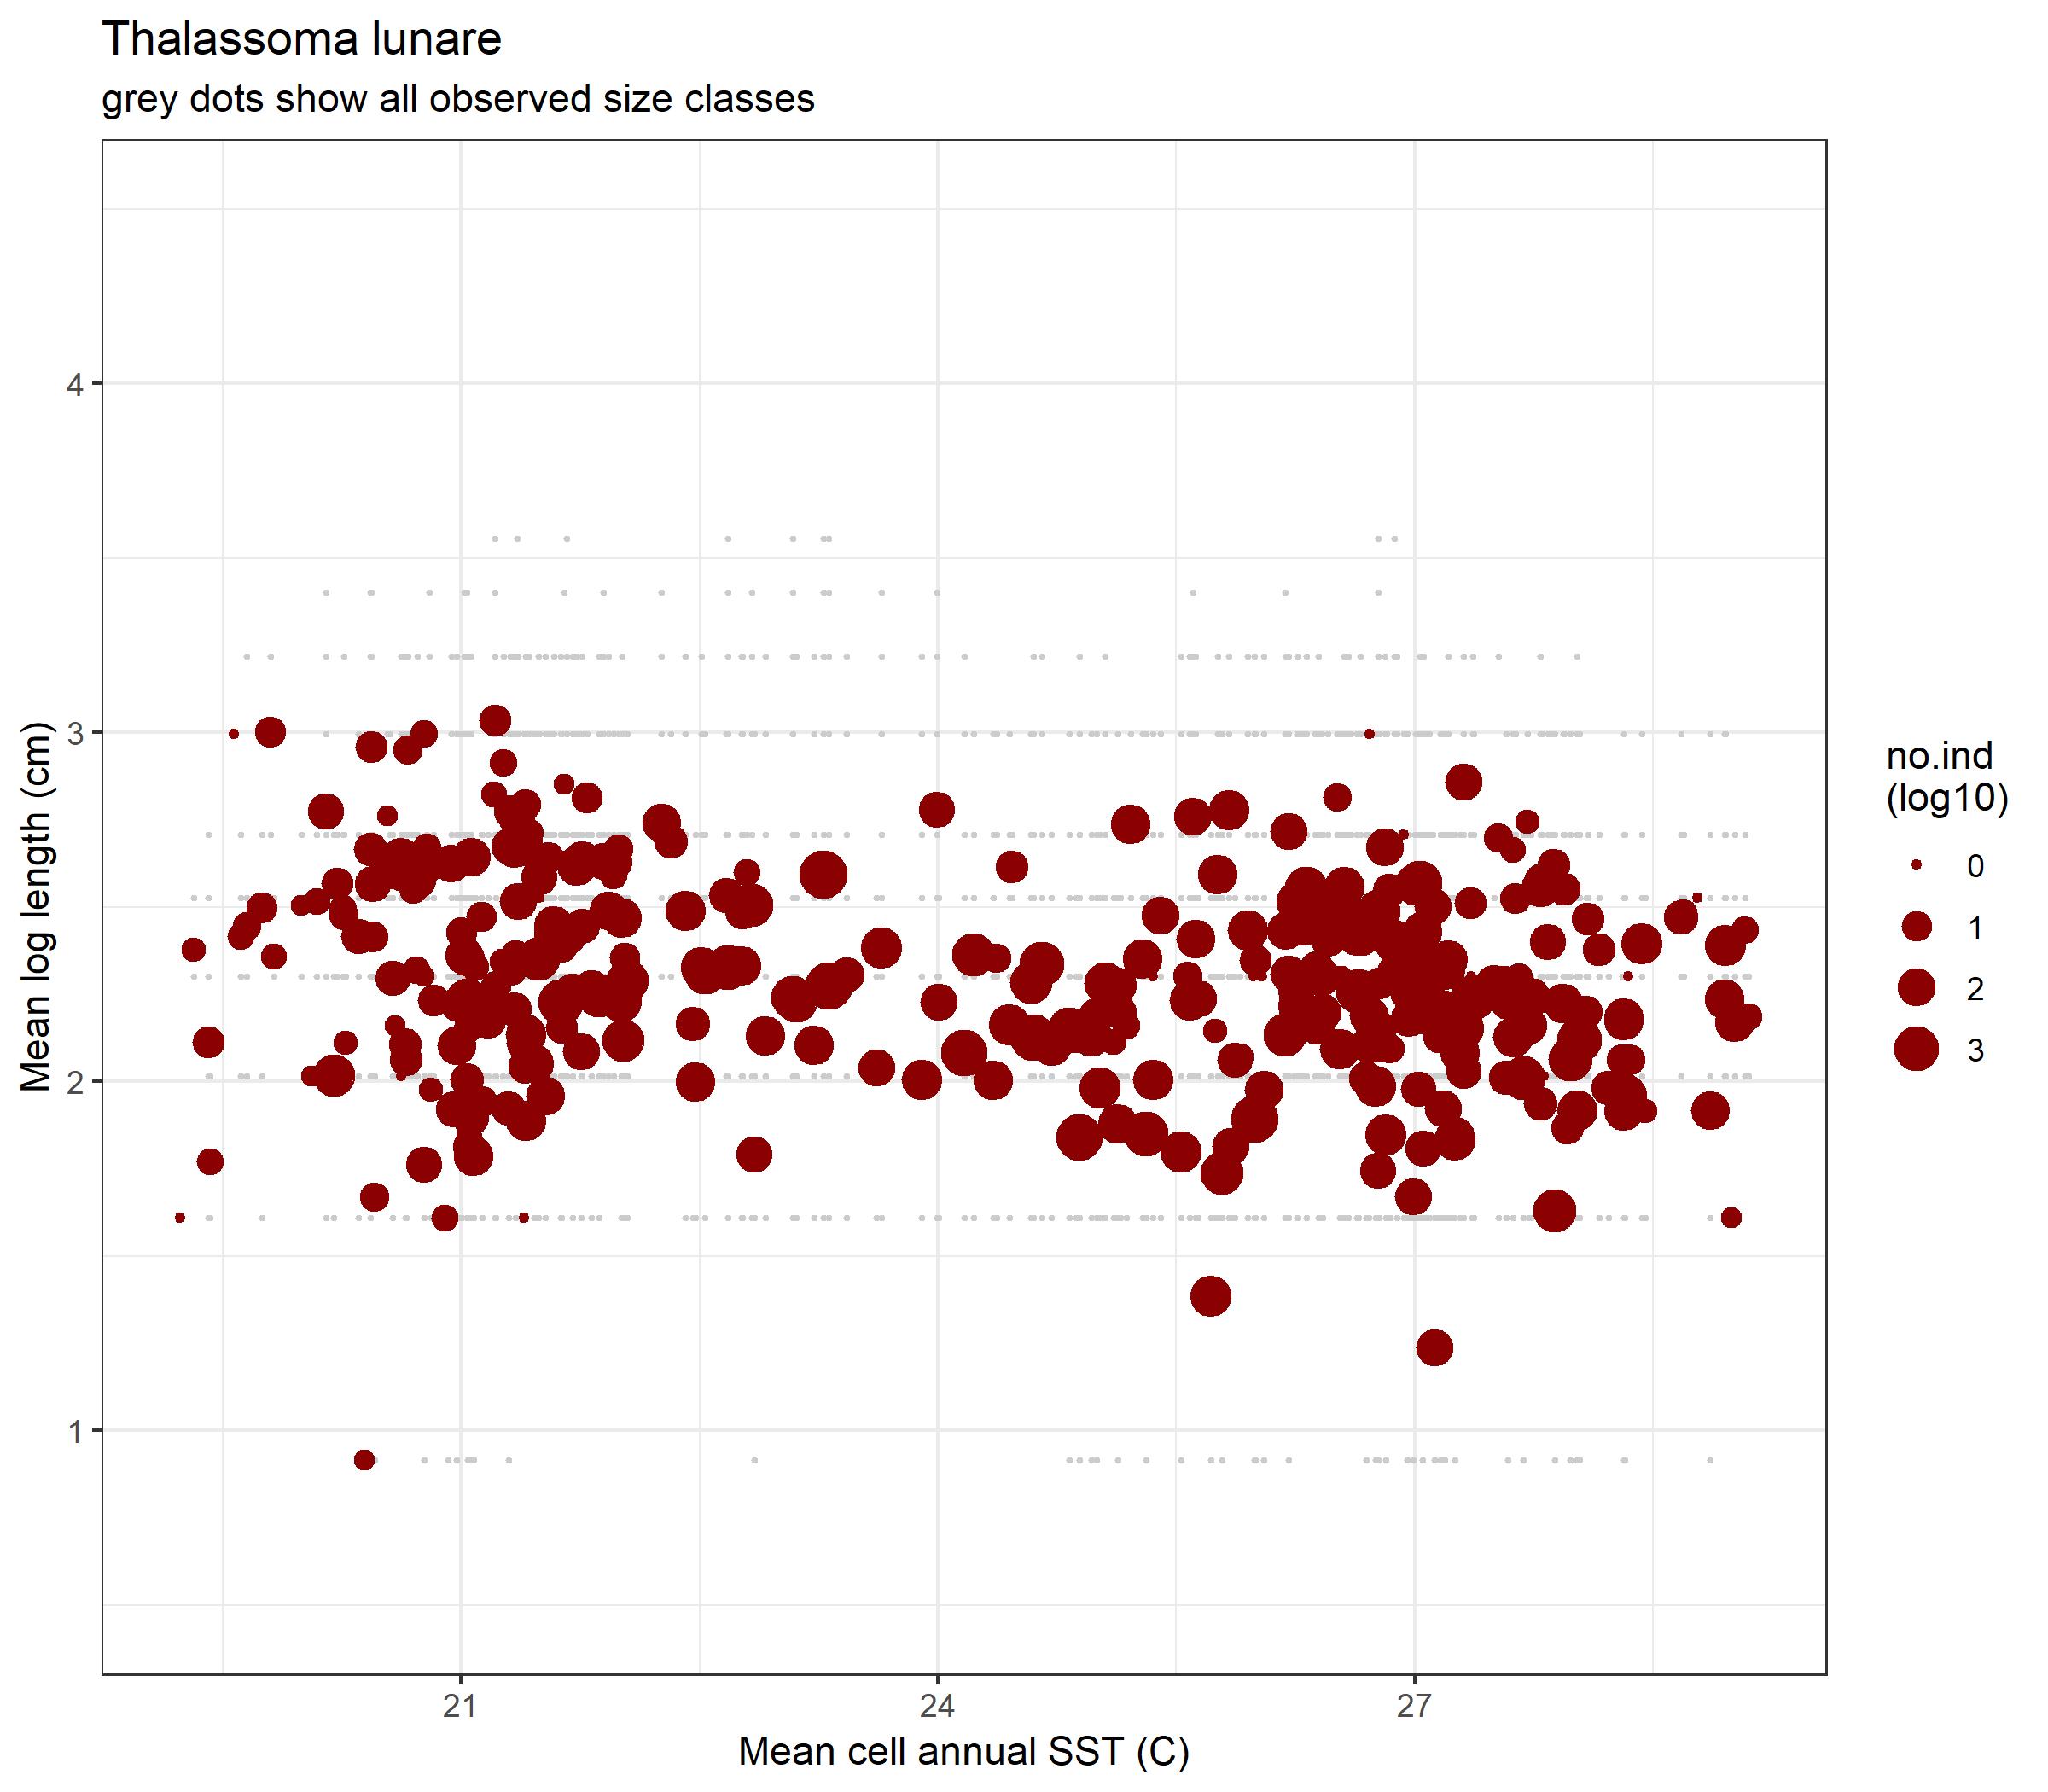 Thalassoma lunare
grey dots show all observed size classes
Mean log length (cm)
4
3
2
1
21
24
27
Mean cell annual SST (C)
no.ind
(log10)
0
1
2
3